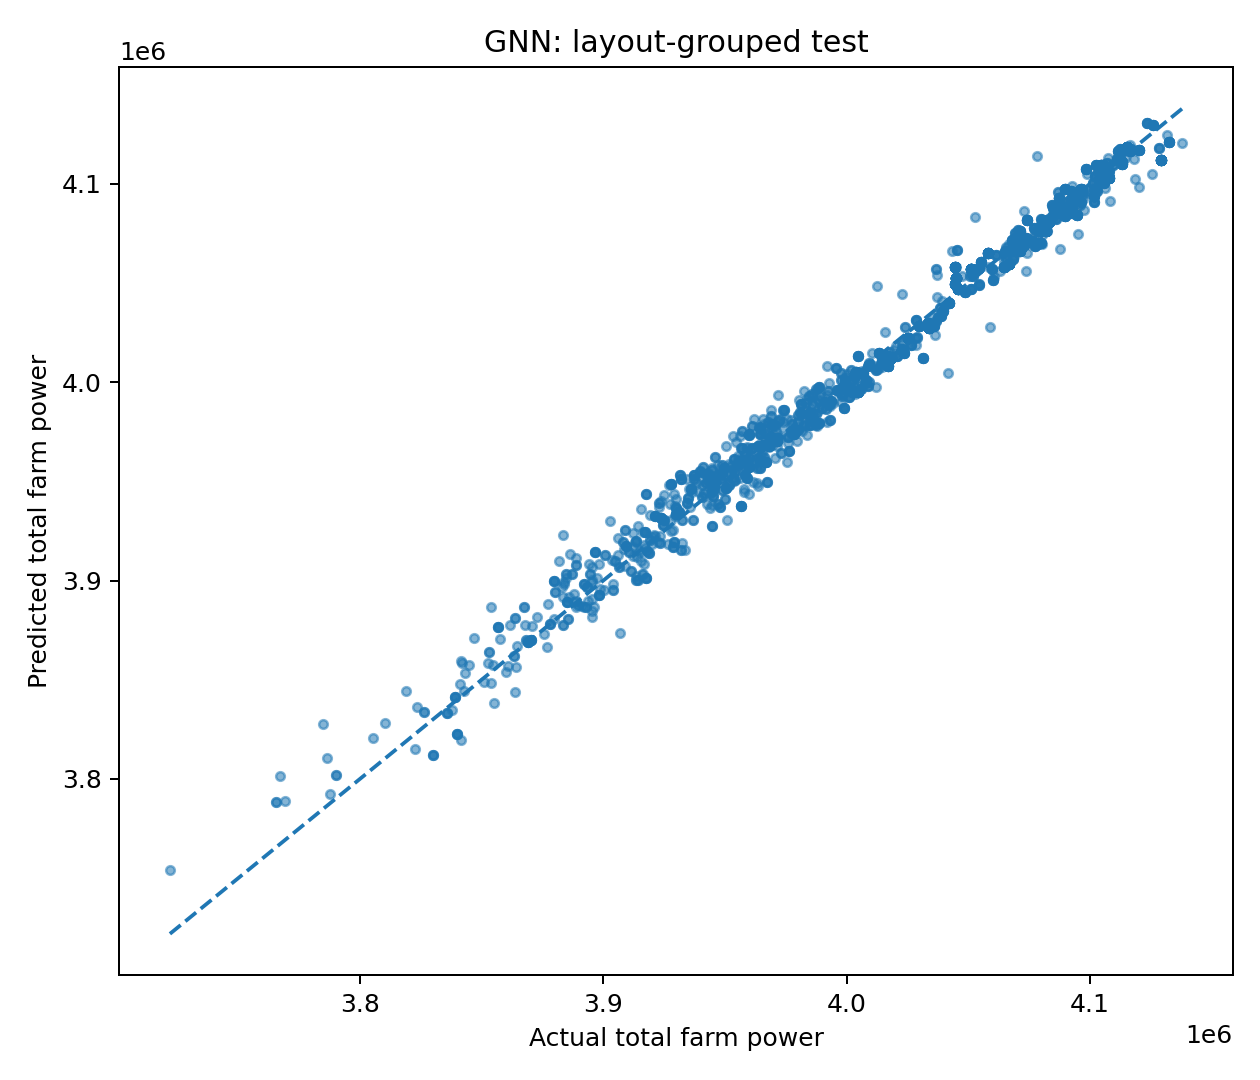 GNN: layout-grouped test
1e6
4.1
4.0
3.9
3.8
Predicted total farm power
3.8 3.9 4.0 4.1
1e6
Actual total farm power